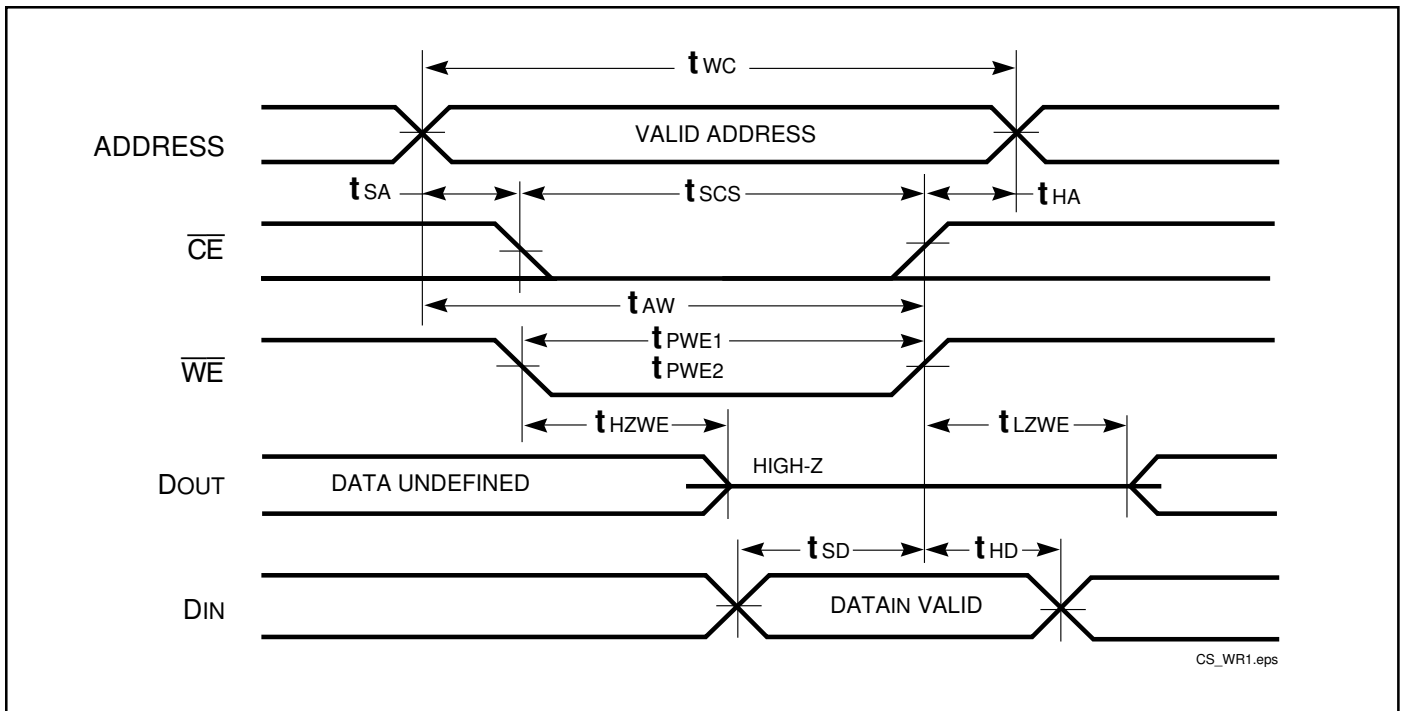 tWC
ADDRESS
VALID ADDRESS
tSA
tSCS
tHA
CE
tAW
WE
tPWE1
tPWE2
tHZWE
tLZWE
DOUT
DATA UNDEFINED
HIGH-Z
tSD
tHD
DIN
DATAIN VALID
CS_WR1.eps